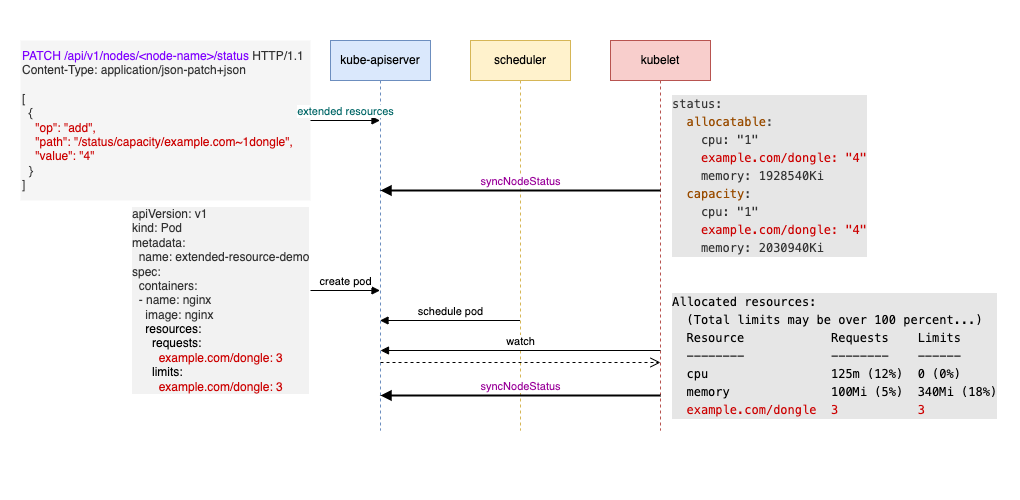 PATCH /api/v1/nodes/<node-name>/status HTTP/1.1
Content-Type: application/json-patch+json
[
{
"op": "add",
"path": "/status/capacity/example.com~1dongle",
"value": "4"
}
]
kube-apiserver
scheduler
kubelet
extended resources
syncNodeStatus
status:
allocatable:
cpu: "1"
example.com/dongle: "4"
memory: 1928540Ki
capacity:
cpu: "1"
example.com/dongle: "4"
memory: 2030940Ki
apiVersion: v1
kind: Pod
metadata:
name: extended-resource-demo
spec:
containers:
- name: nginx
image: nginx
resources:
requests:
example.com/dongle: 3
limits:
example.com/dongle: 3
create pod
schedule pod
watch
syncNodeStatus
Allocated resources:
(Total limits may be over 100 percent...)
Resource Requests Limits
-------- -------- ------
cpu 125m (12%) 0 (0%)
memory 100Mi (5%) 340Mi (18%)
example.com/dongle 3 3